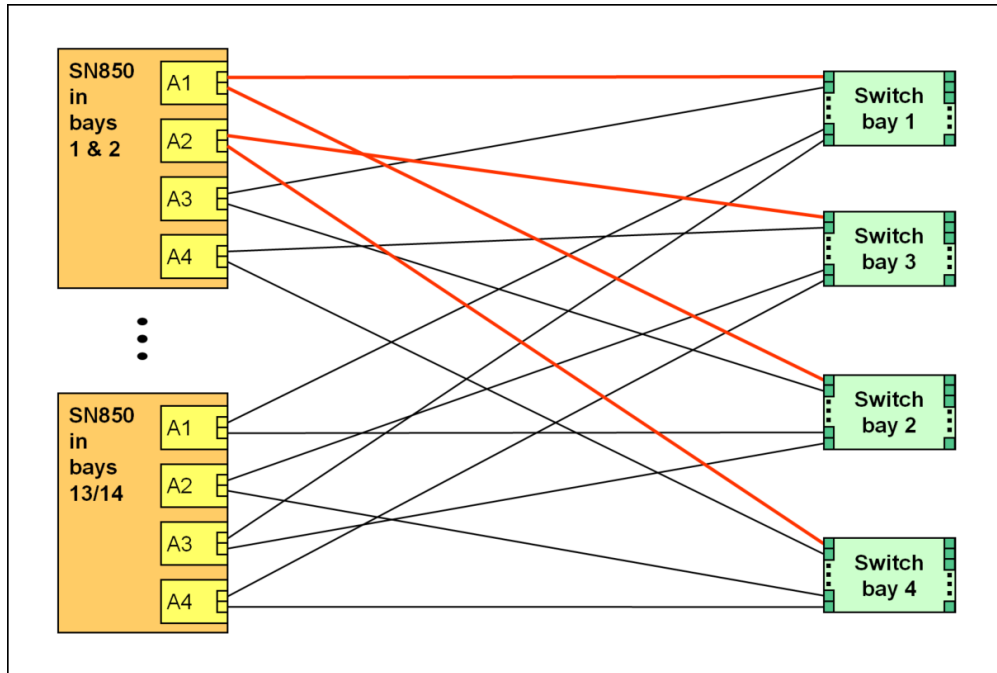 SN850
in
bays
1 & 2
A1
A2
A3
A4
SN850
in
bays
13/14
A1
A2
A3
A4
Switch
bay 1
Switch
bay 3
Switch
bay 2
Switch
bay 4